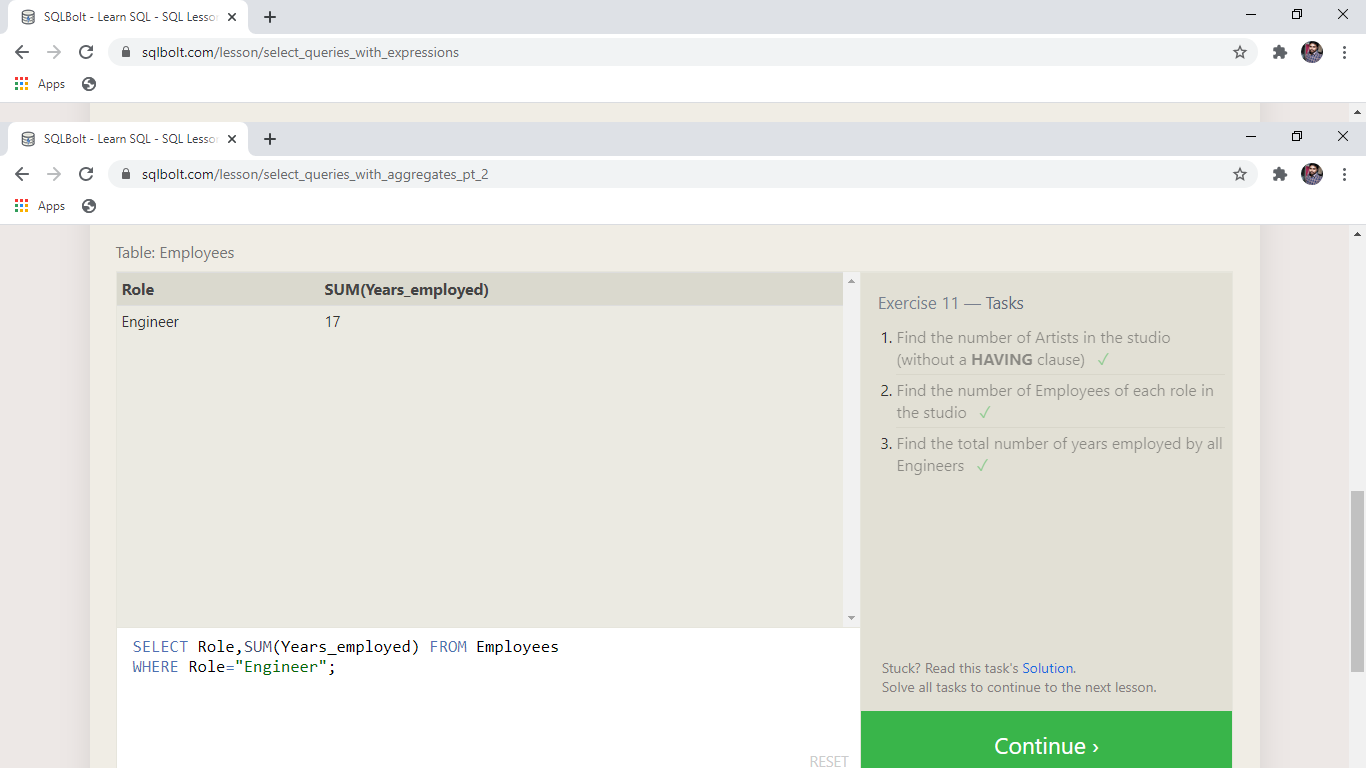 SQLBolt - Learn SQL - SQL Lesso
sqlbolt.com/lesson/select_queries_with_expressions
Apps
SQLBolt - Learn SQL - SQL Lesso
sqlbolt.com/lesson/select_queries_with_aggregates_pt_2
Apps
Table: Employees
Role SUM(Years_employed)
Engineer 17
Exercise 11 — Tasks
1. Find the number of Artists in the studio
(without a HAVING clause) ✓
2. Find the number of Employees of each role in
the studio ✓
3. Find the total number of years employed by all
Engineers ✓
SELECT Role,SUM(Years_employed) FROM Employees
WHERE Role="Engineer";
RESET
Stuck? Read this task's Solution.
Solve all tasks to continue to the next lesson.
Continue ›